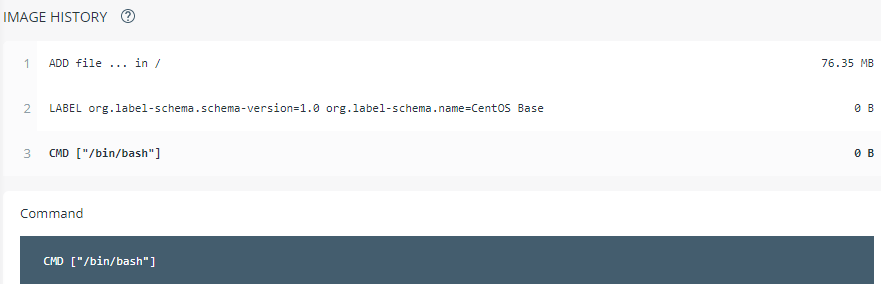 IMAGE HISTORY ?
1 ADD file ... in / 76.35 MB
2 LABEL org.label-schema.schema-version=1.0 org.label-schema.name=CentOS Base 0 B
3 CMD ["/bin/bash"] 0 B
Command
CMD ["/bin/bash"]